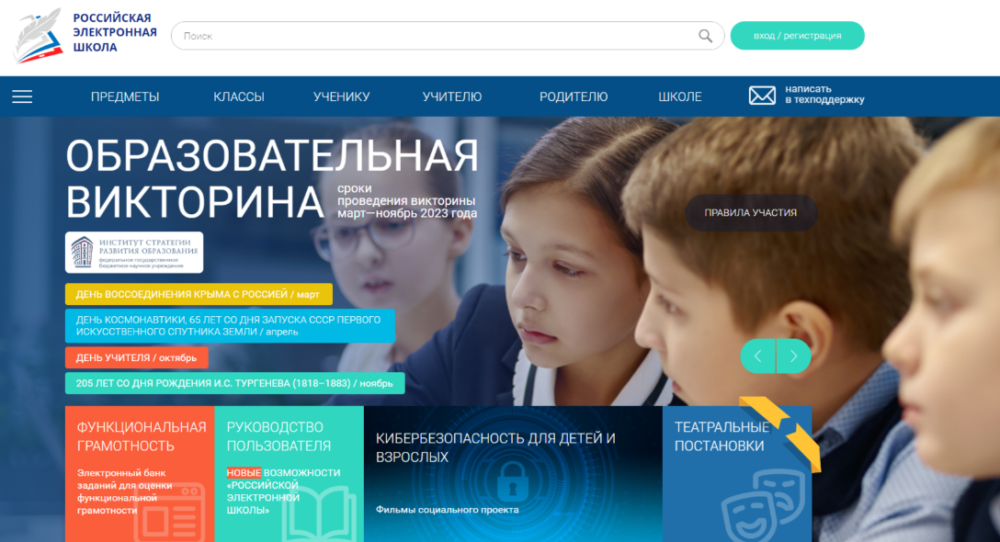 РОССИЙСКАЯ
ЭЛЕКТРОННАЯ
ШКОЛА
Поиск
вход / регистрация
ПРЕДМЕТЫ
КЛАССЫ
УЧЕНИКУ
УЧИТЕЛЮ
РОДИТЕЛЮ
ШКОЛЕ
написать
в техподдержку
ОБРАЗОВАТЕЛЬНАЯ
ВИКТОРИНА
сроки
проведения викторины
март—ноябрь 2023 года
ПРАВИЛА УЧАСТИЯ
ИНСТИТУТ СТРАТЕГИИ
РАЗВИТИЯ ОБРАЗОВАНИЯ
федеральное государственное
бюджетное научное учреждение
ДЕНЬ ВОССОЕДИНЕНИЯ КРЫМА С РОССИЕЙ / март
ДЕНЬ КОСМОНАВТИКИ, 65 ЛЕТ СО ДНЯ ЗАПУСКА СССР ПЕРВОГО
ИСКУССТВЕННОГО СПУТНИКА ЗЕМЛИ / апрель
ДЕНЬ УЧИТЕЛЯ / октябрь
205 ЛЕТ СО ДНЯ РОЖДЕНИЯ И.С. ТУРГЕНЕВА (1818–1883) / ноябрь
ФУНКЦИОНАЛЬНАЯ
ГРАМОТНОСТЬ
Электронный банк
заданий для оценки
функциональной
грамотности
РУКОВОДСТВО
ПОЛЬЗОВАТЕЛЯ
НОВЫЕ ВОЗМОЖНОСТИ
«РОССИЙСКОЙ
ЭЛЕКТРОННОЙ
ШКОЛЫ»
КИБЕРБЕЗОПАСНОСТЬ ДЛЯ ДЕТЕЙ И
ВЗРОСЛЫХ
Фильмы социального проекта
ТЕАТРАЛЬНЫЕ
ПОСТАНОВКИ